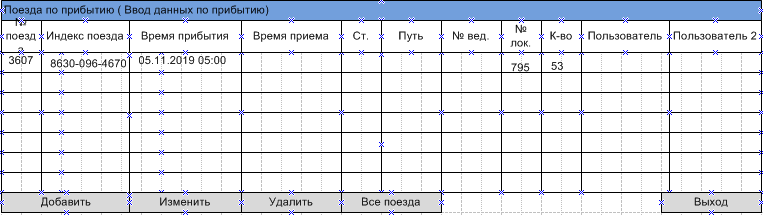 Поезда по прибытию ( Ввод данных по прибытию)
№ поезда Индекс поезда Время прибытия Время приема Ст. Путь № вед. № лок. К-во Пользователь Пользователь 2
3607 8630-096-4670 05.11.2019 05:00 795 53
Добавить Изменить Удалить Все поезда Выход